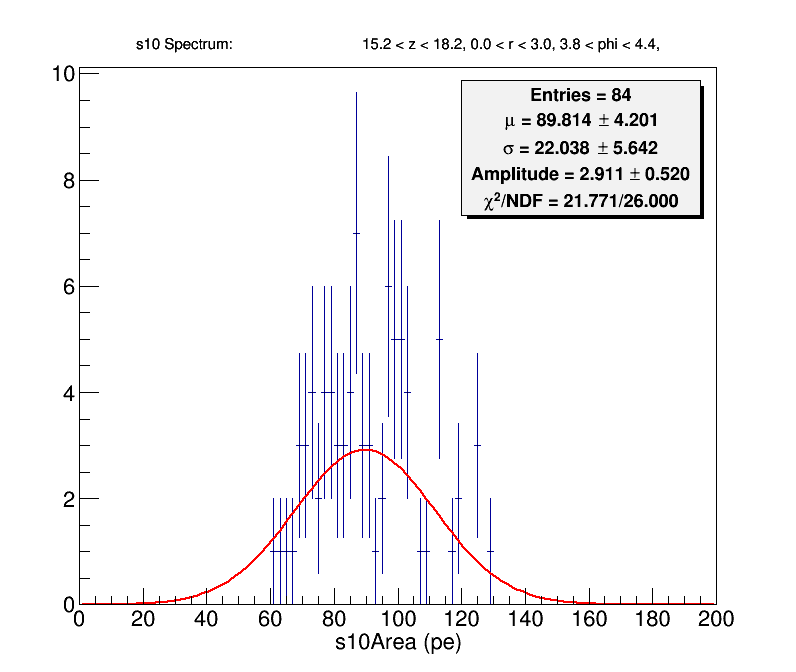 s10 Spectrum: 15.2 < z < 18.2, 0.0 < r < 3.0, 3.8 < phi < 4.4,
Entries = 84
μ = 89.814 ± 4.201
σ = 22.038 ± 5.642
Amplitude = 2.911 ± 0.520
χ²/NDF = 21.771/26.000
10
8
6
4
2
0
0 20 40 60 80 100 120 140 160 180 200
s10Area (pe)